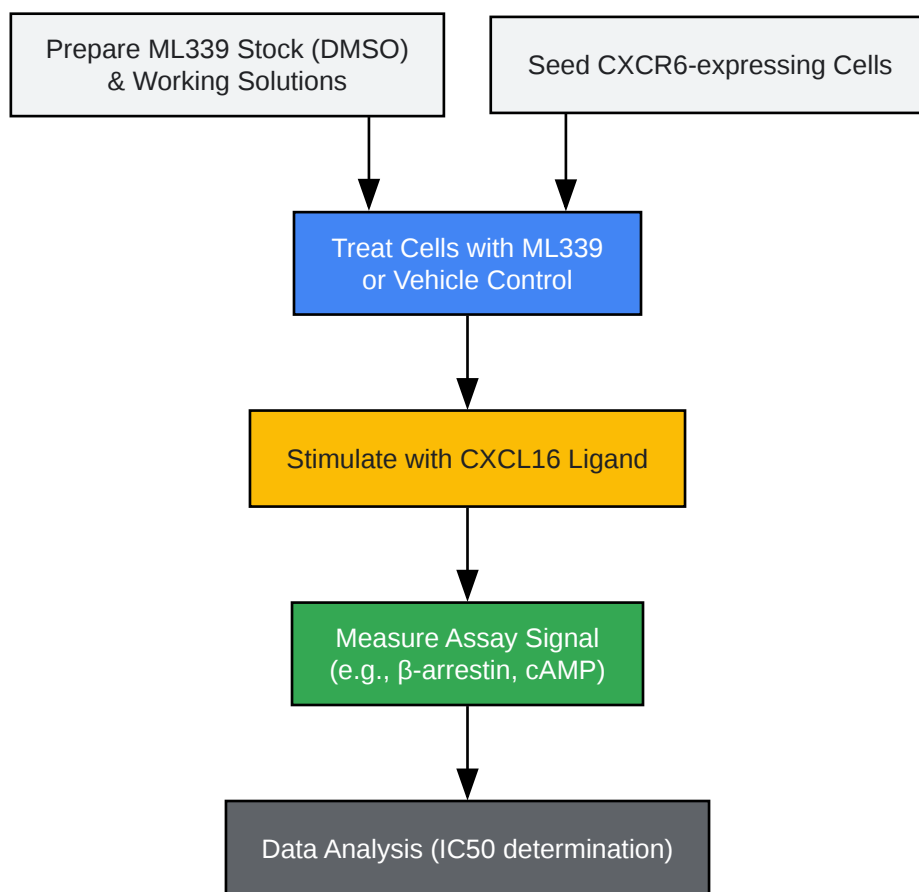 Prepare ML339 Stock (DMSO)
& Working Solutions
Seed CXCR6-expressing Cells
Treat Cells with ML339
or Vehicle Control
Stimulate with CXCL16 Ligand
Measure Assay Signal
(e.g., β-arrestin, cAMP)
Data Analysis (IC50 determination)